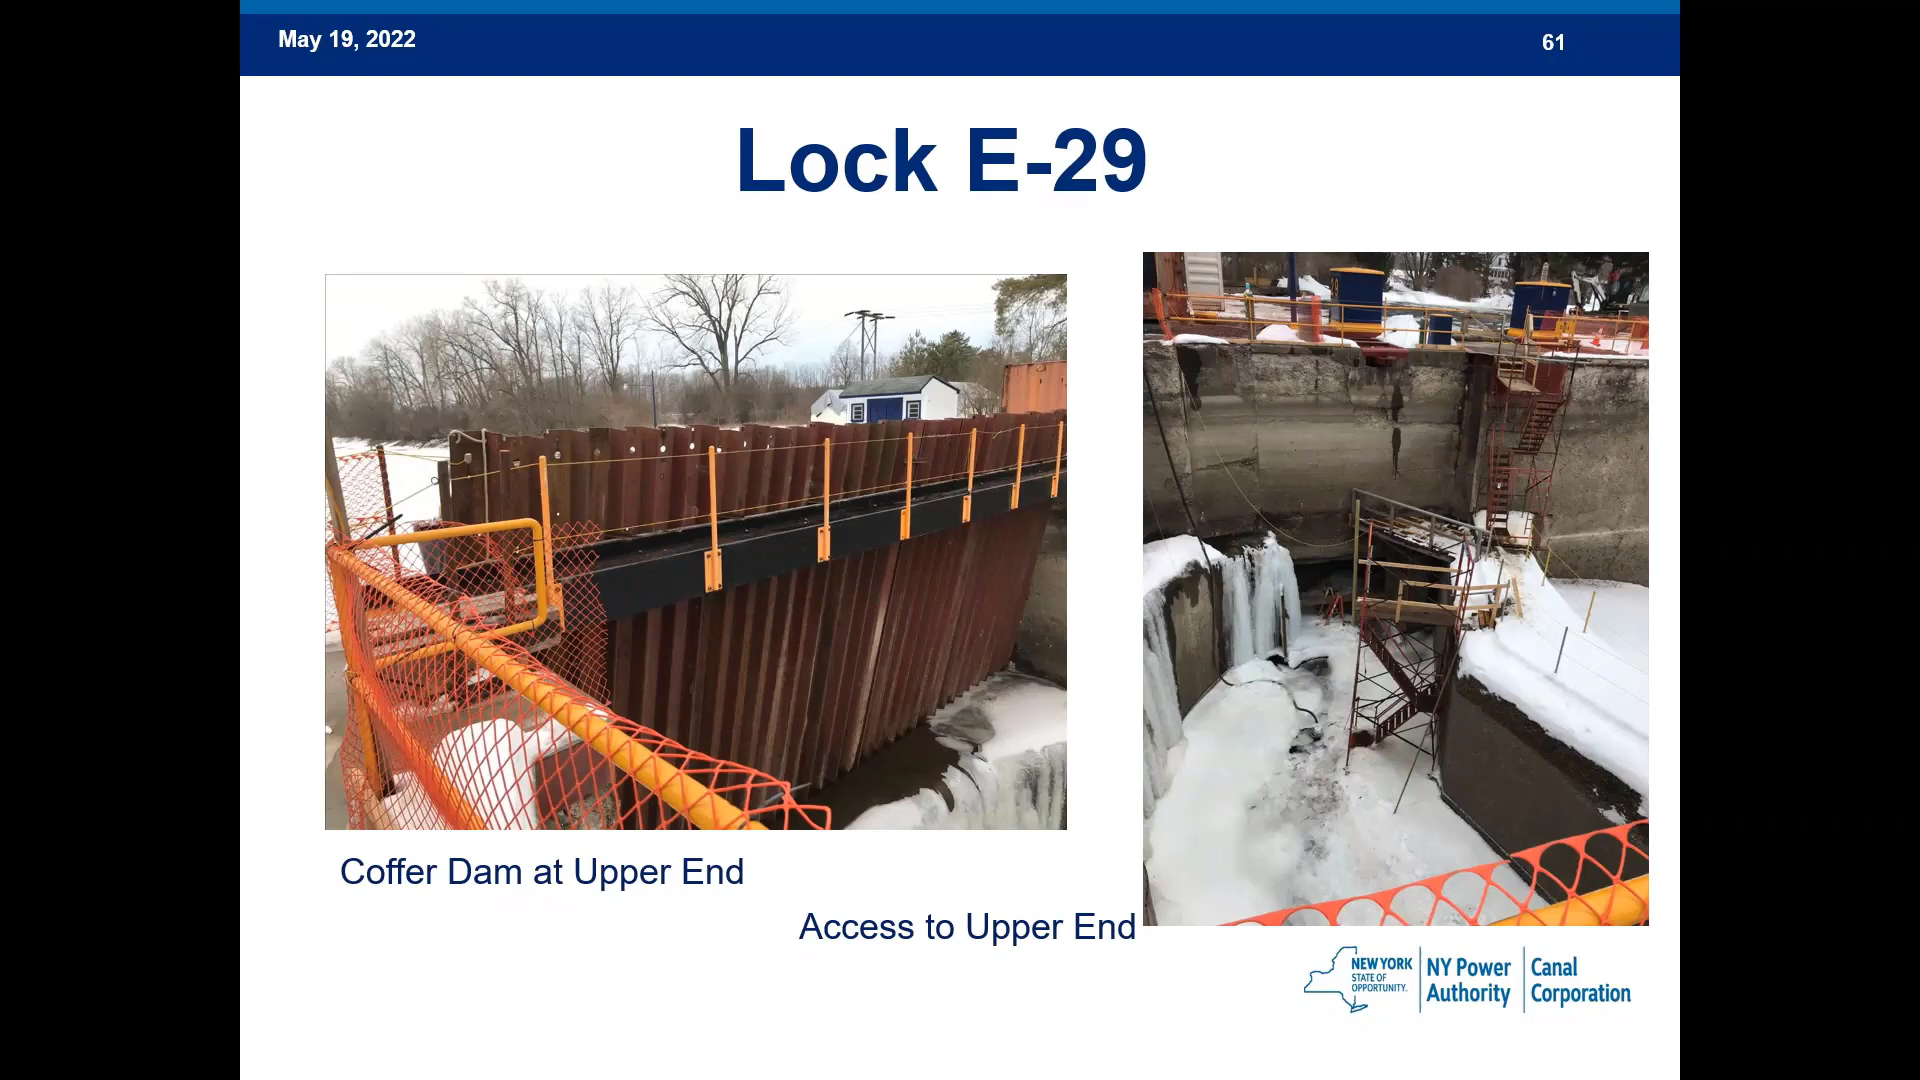 May 19, 2022
61
Lock E-29
Coffer Dam at Upper End
Access to Upper End
NEW YORK
STATE OF
OPPORTUNITY.
NY Power
Authority
Canal
Corporation